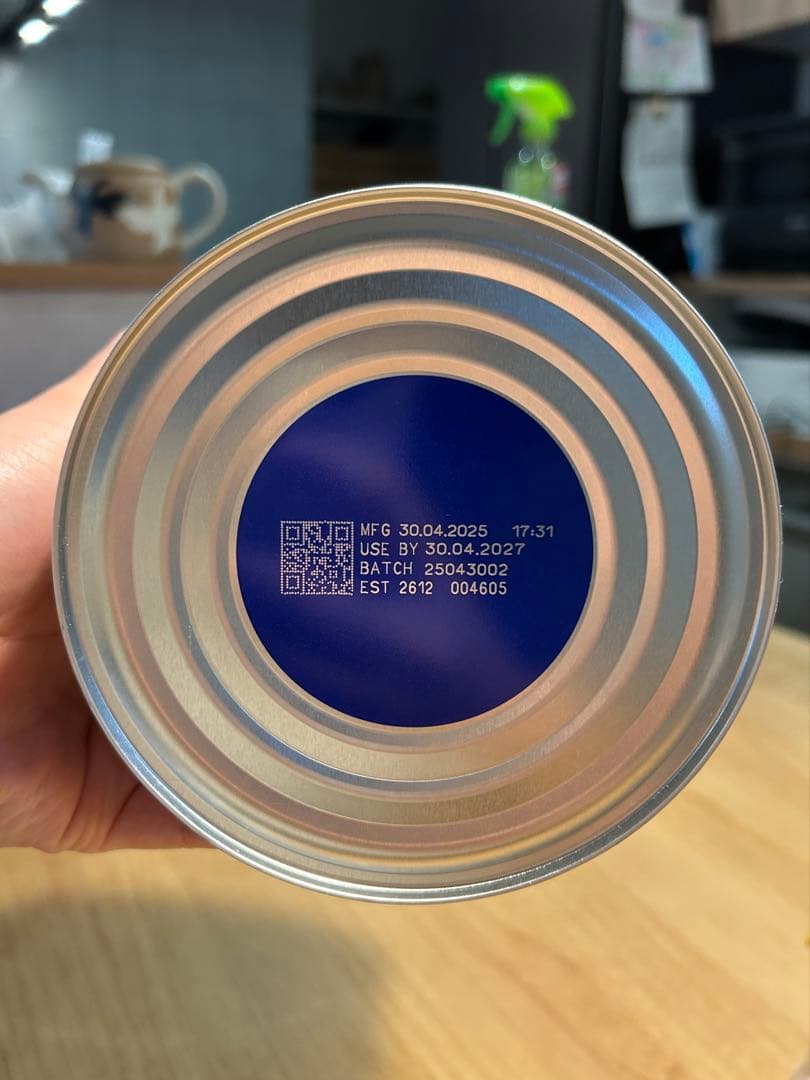 MFG 30.04.2025 17:31
USE BY 30.04.2027
BATCH 25043002
EST 2612 004605